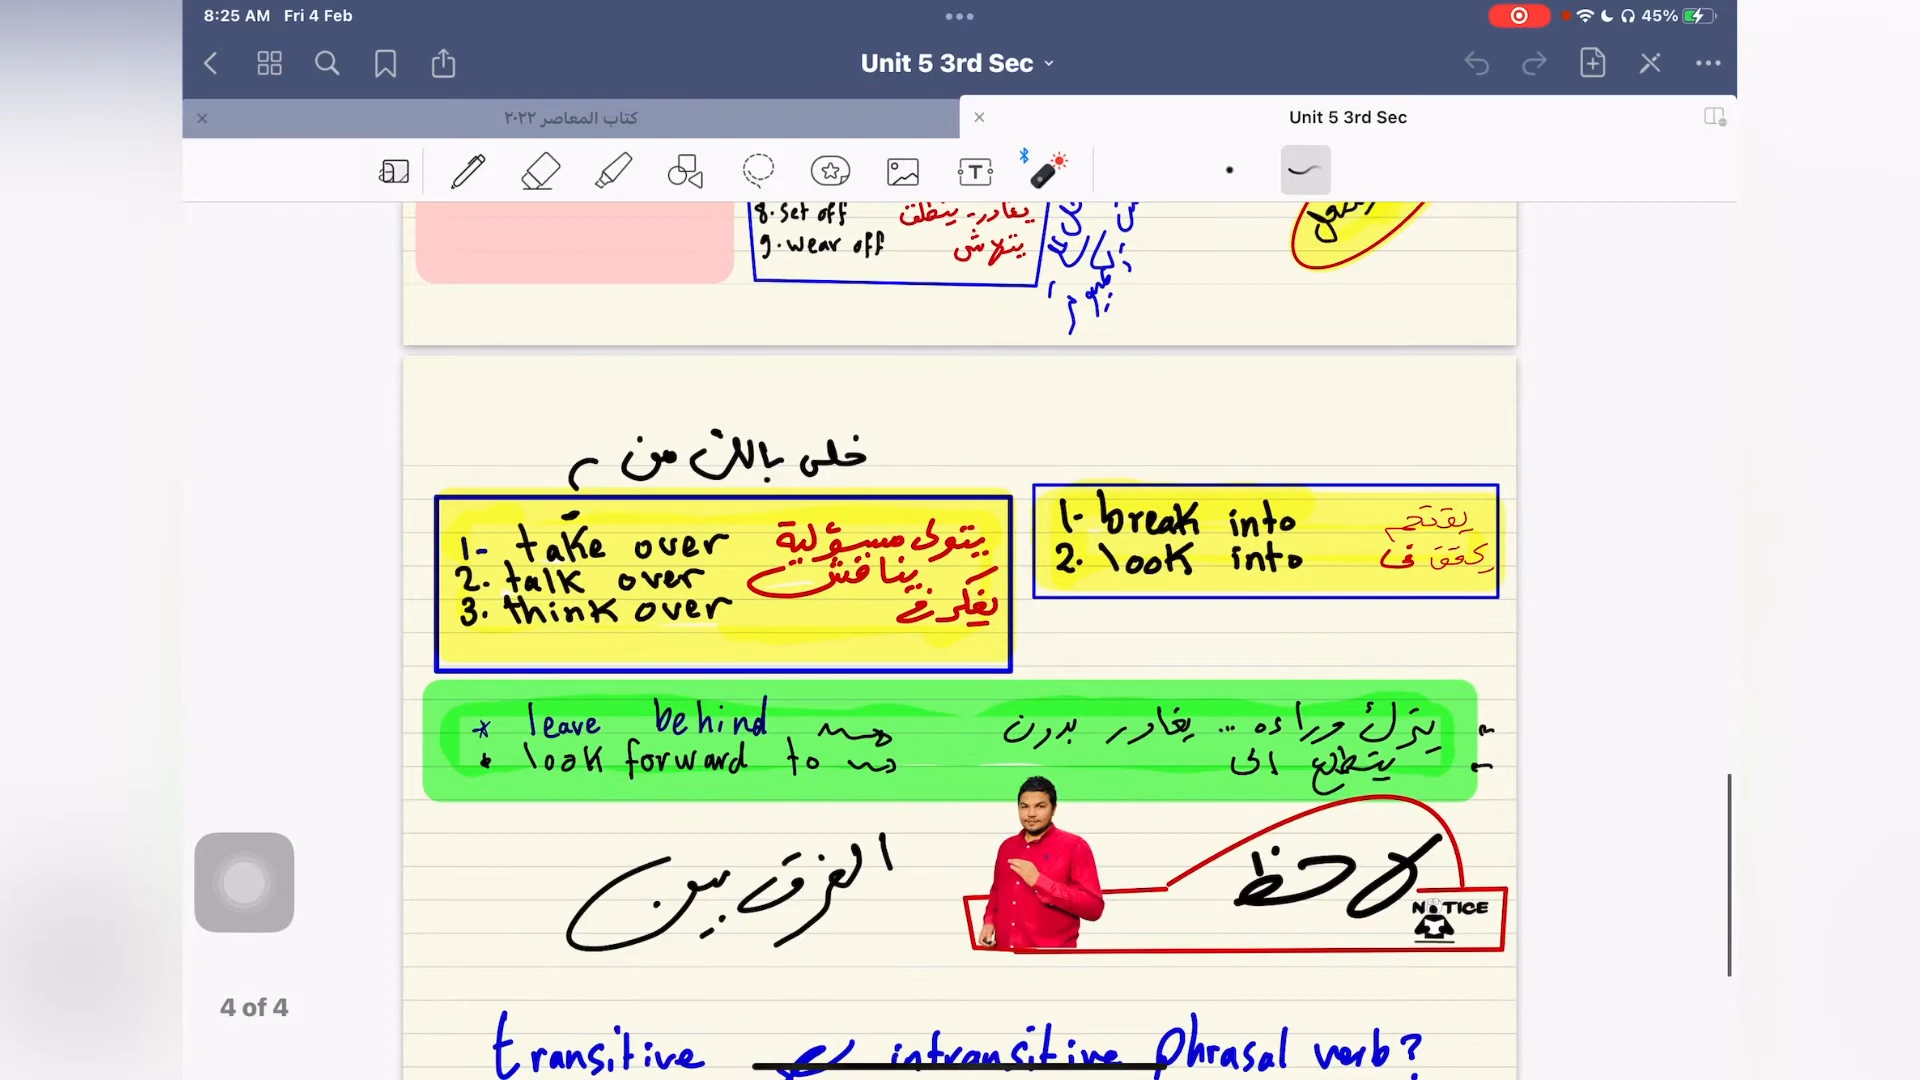 8:25 AM Fri 4 Feb
45%
Unit 5 3rd Sec
كتاب المعاصر ٢٠٢٢
Unit 5 3rd Sec
8. Set off يغادر - ينطلق
9. wear off يتلاشى
خلى بالك من
1- take over يتولى مسؤلية
2. talk over يناقش
3. think over يفكر في
1- break into يقتحم
2. look into يحقق فى
* leave behind يترك وراءه ... يغادر بدون
* look forward to يتطلع الى
الفرق بين
لاحظ
NOTICE
4 of 4
transitive و intransitive phrasal verb?